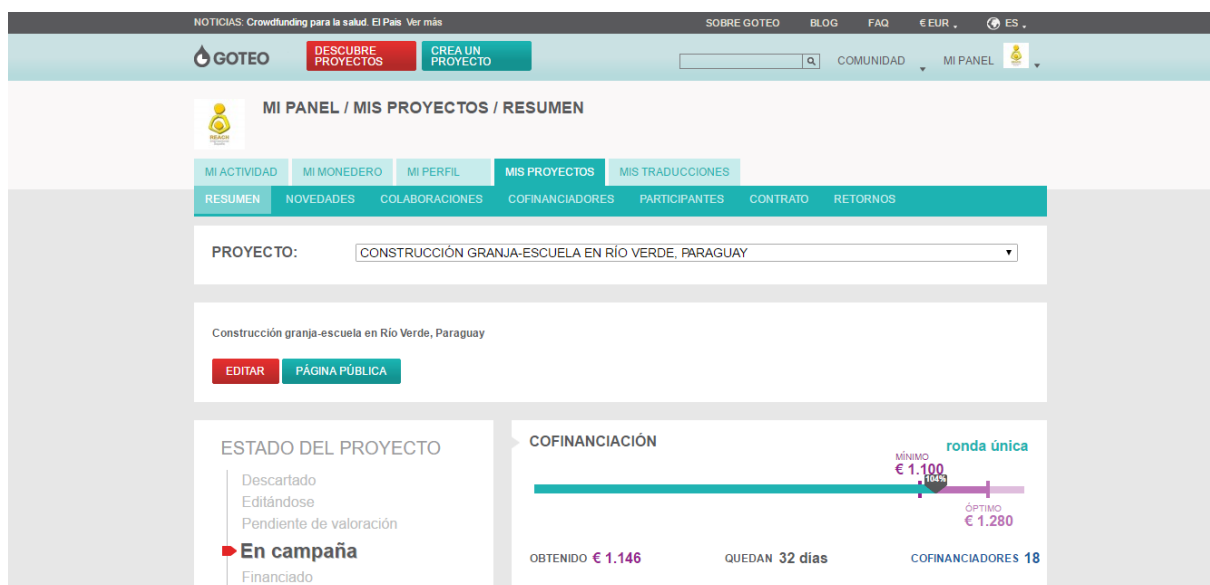 NOTICIAS: Crowdfunding para la salud. El Pais Ver más
SOBRE GOTEO
BLOG
FAQ
€ EUR
ES
GOTEO
DESCUBRE
PROYECTOS
CREA UN
PROYECTO
COMUNIDAD
MI PANEL
REACH
MI PANEL / MIS PROYECTOS / RESUMEN
MI ACTIVIDAD
MI MONEDERO
MI PERFIL
MIS PROYECTOS
MIS TRADUCCIONES
RESUMEN
NOVEDADES
COLABORACIONES
COFINANCIADORES
PARTICIPANTES
CONTRATO
RETORNOS
PROYECTO:
CONSTRUCCIÓN GRANJA-ESCUELA EN RÍO VERDE, PARAGUAY
Construcción granja-escuela en Río Verde, Paraguay
EDITAR
PÁGINA PÚBLICA
ESTADO DEL PROYECTO
Descartado
Editándose
Pendiente de valoración
En campaña
Financiado
COFINANCIACIÓN
ronda única
MÍNIMO
€ 1.100
104%
ÓPTIMO
€ 1.280
OBTENIDO € 1.146
QUEDAN 32 días
COFINANCIADORES 18